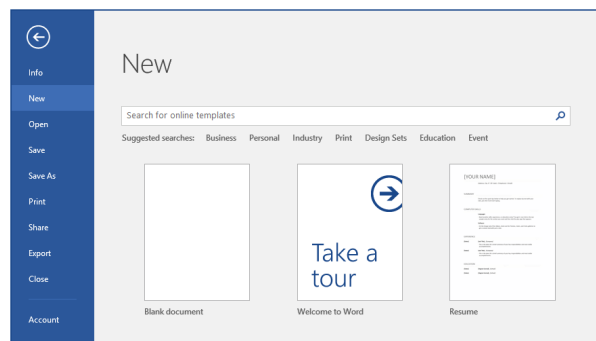 Info
New
Open
Save
Save As
Print
Share
Export
Close
Account
New
Search for online templates
Suggested searches: Business Personal Industry Print Design Sets Education Event
Take a
tour
[YOUR NAME]
Blank document Welcome to Word Resume